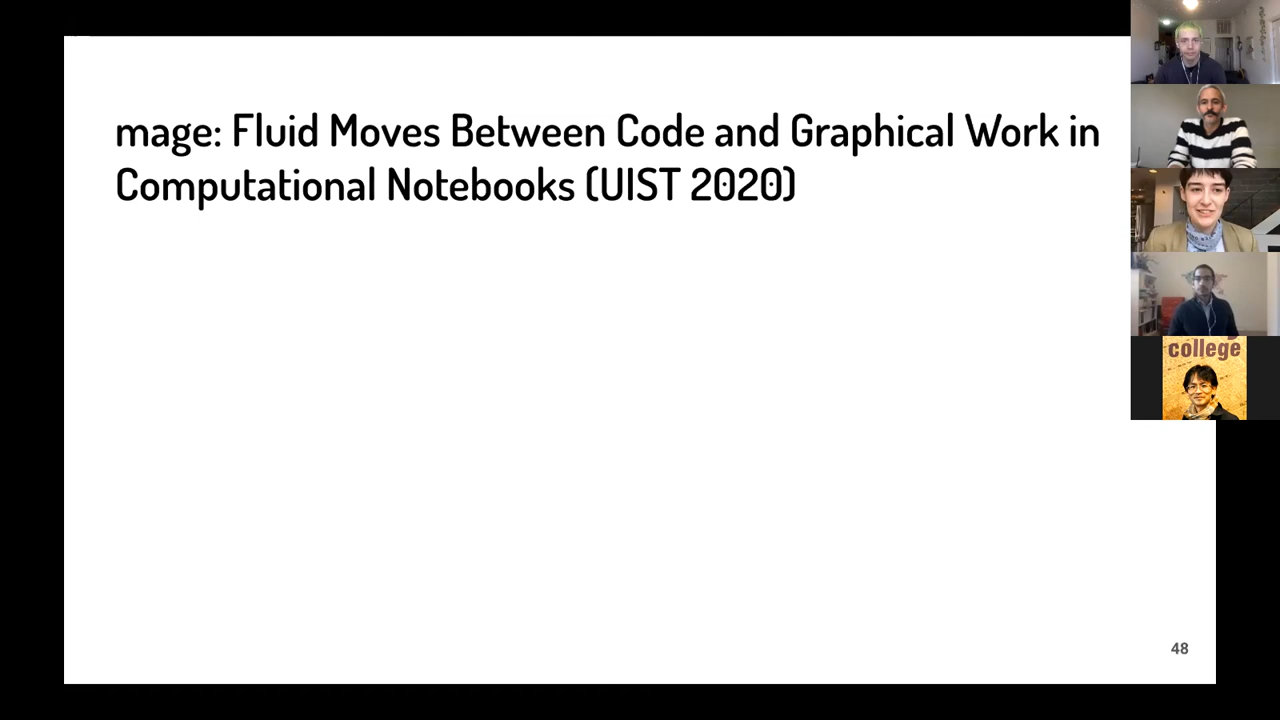 mage: Fluid Moves Between Code and Graphical Work in
Computational Notebooks (UIST 2020)
college
48